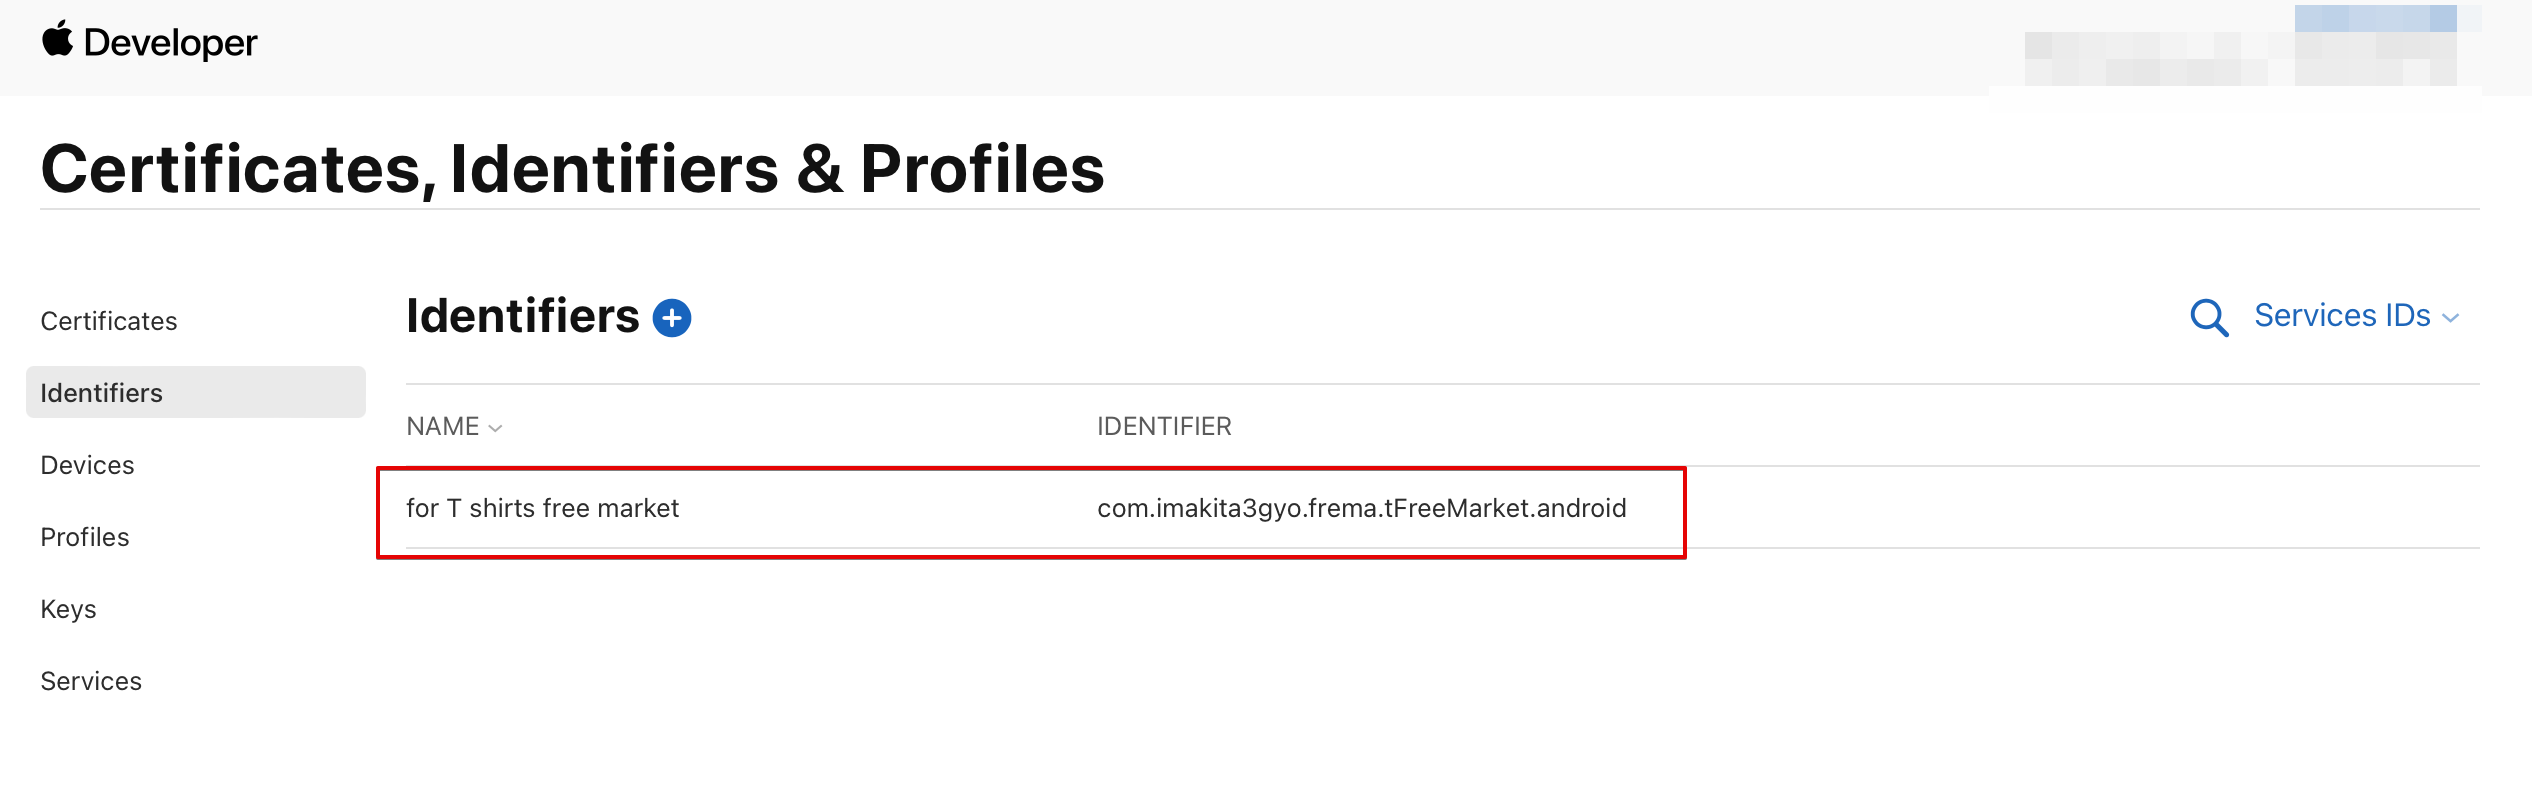 Developer
Certificates, Identifiers & Profiles
Certificates
Identifiers
Devices
Profiles
Keys
Services
Identifiers
Services IDs
NAME IDENTIFIER
for T shirts free market com.imakita3gyo.frema.tFreeMarket.android